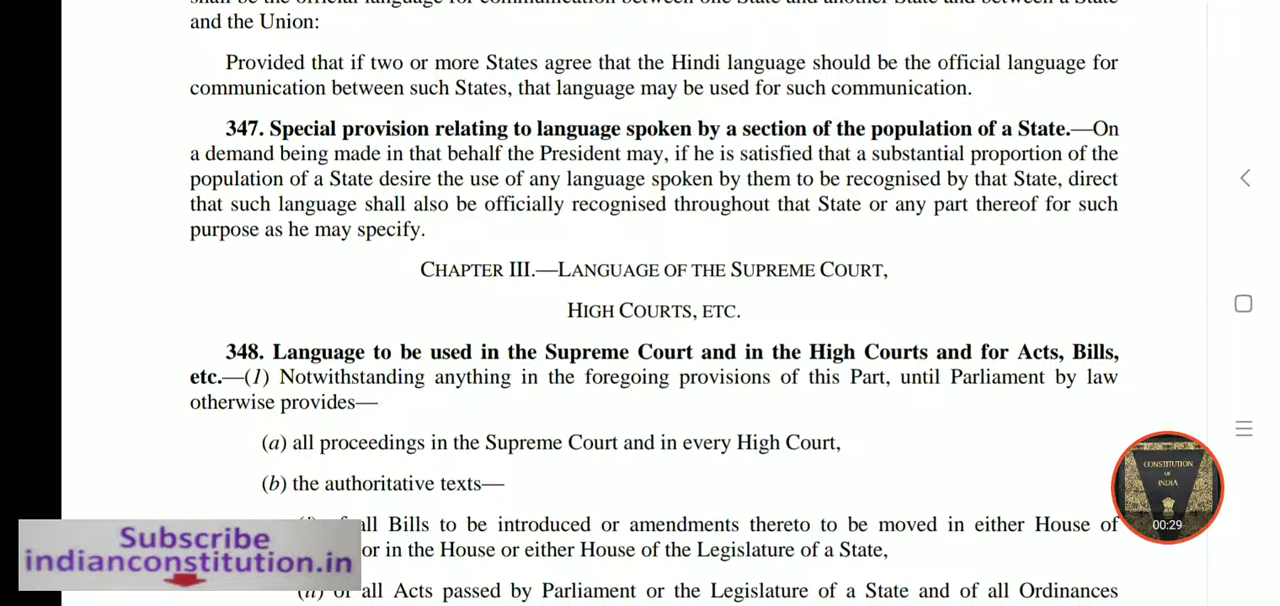 and the Union:
Provided that if two or more States agree that the Hindi language should be the official language for
communication between such States, that language may be used for such communication.
347. Special provision relating to language spoken by a section of the population of a State.—On
a demand being made in that behalf the President may, if he is satisfied that a substantial proportion of the
population of a State desire the use of any language spoken by them to be recognised by that State, direct
that such language shall also be officially recognised throughout that State or any part thereof for such
purpose as he may specify.
CHAPTER III.—LANGUAGE OF THE SUPREME COURT,
HIGH COURTS, ETC.
348. Language to be used in the Supreme Court and in the High Courts and for Acts, Bills,
etc.—(1) Notwithstanding anything in the foregoing provisions of this Part, until Parliament by law
otherwise provides—
(a) all proceedings in the Supreme Court and in every High Court,
(b) the authoritative texts—
all Bills to be introduced or amendments thereto to be moved in either House of
or in the House or either House of the Legislature of a State,
all Acts passed by Parliament or the Legislature of a State and of all Ordinances
Subscribe
indianconstitution.in
CONSTITUTION
OF
INDIA
00:29